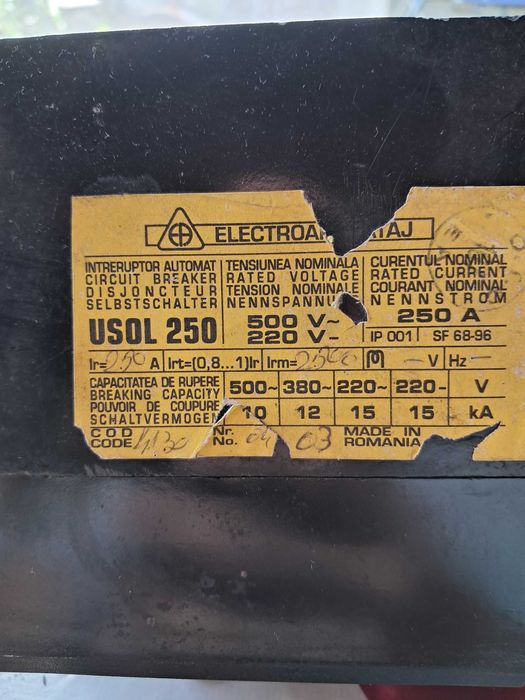 ELECTROA ATAJ
INTRERUPTOR AUTOMAT
CIRCUIT BREAKER
DISJONCTEUR
SELBSTSCHALTER
USOL 250
TENSIUNEA NOMINALA
RATED VOLTAGE
TENSION NOMINALE
NENNSPANNU
500 V~
220 V-
CURENTUL NOMINAL
RATED CURRENT
COURANT NOMINAL
NENNSTROM
250 A
IP 001 SF 68-96
Ir=250 A Irt=(0,8...1)Ir Irm=2500 – V Hz –
CAPACITATEA DE RUPERE
BREAKING CAPACITY
POUVOIR DE COUPURE
SCHALTVERMOGEN
500~ 380~ 220~ 220- V
10 12 15 15 kA
COD
CODE 4130
Nr.
No. 03
MADE IN
ROMANIA